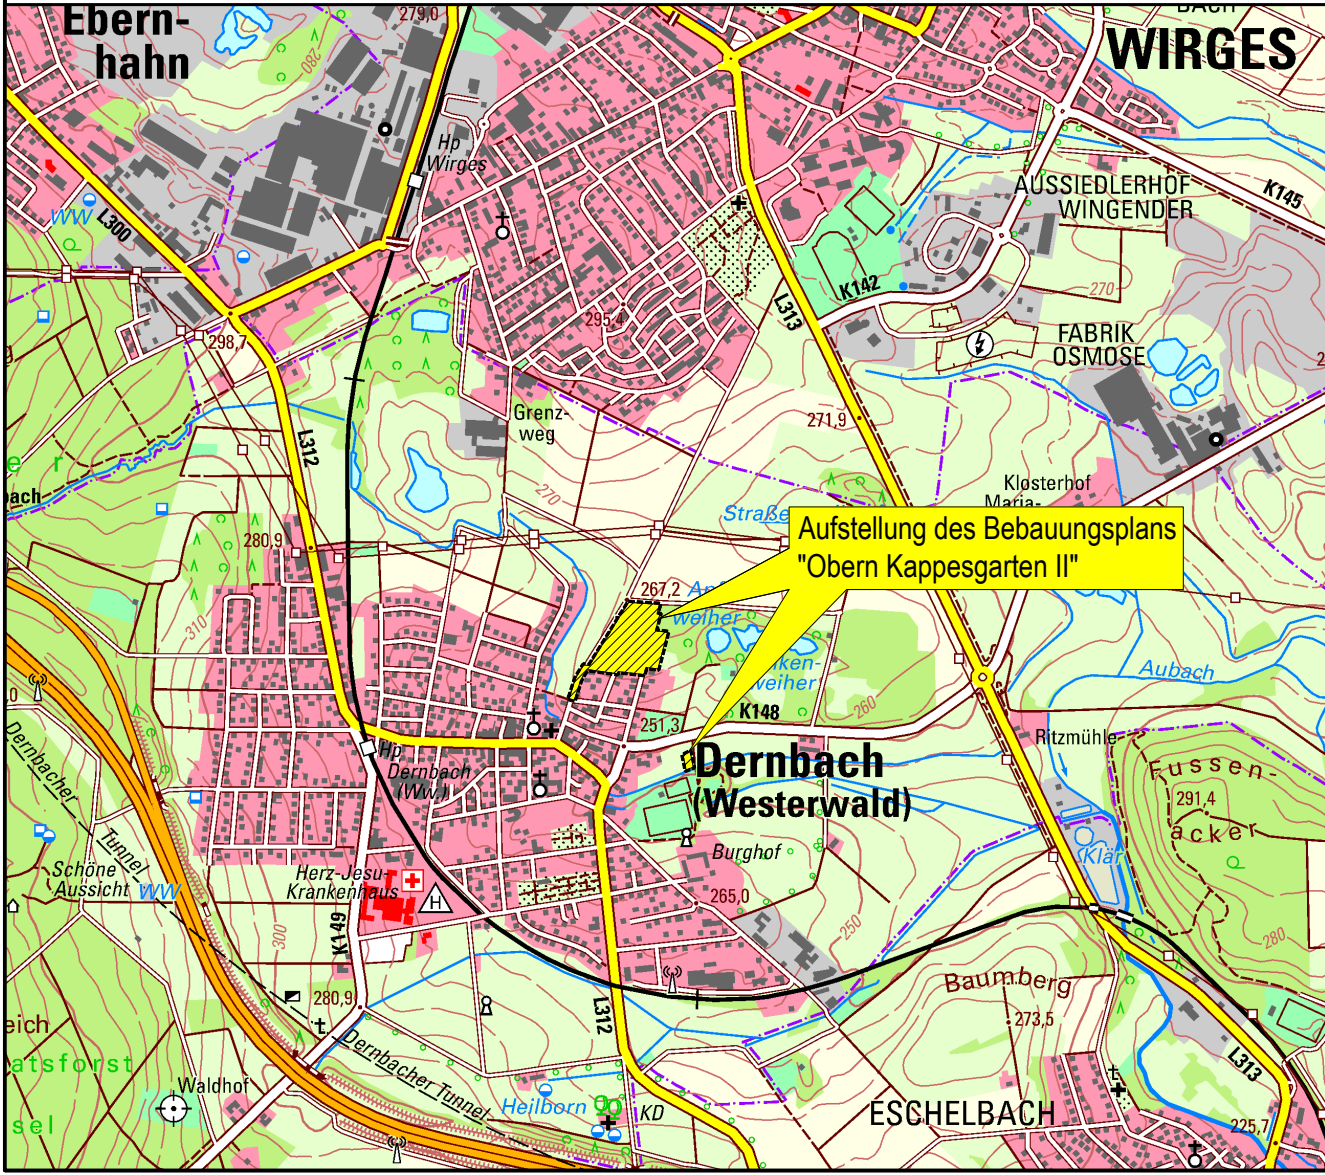 Ebern-
hahn
279,0
BACH
WIRGES
280
Hp
Wirges
WW
L300
AUSSIEDLERHOF
WINGENDER
K145
K142
270
L313
295,4
298,7
FABRIK
OSMOSE
271,9
Grenz-
weg
L312
e r
bach
270
Klosterhof
Maria-
Straße
Aufstellung des Bebauungsplans
"Obern Kappesgarten II"
280,9
267,2
weiher
310
ken-
weiher
Aubach
K148
260
251,3
Ritzmühle
Hp
Dernbach
(Ww.)
Dernbach
(Westerwald)
Fussen-
äcker
291,4
Dernbacher
Tunnel
Schöne
Aussicht
WW
Klär
Burghof
Herz-Jesu-
Krankenhaus
H
265,0
K149
300
250
280
Baumberg
273,5
280,9
L312
eich
atsforst
sel
Dernbacher Tunnel
Waldhof
Heilborn
KD
ESCHELBACH
L313
225,7